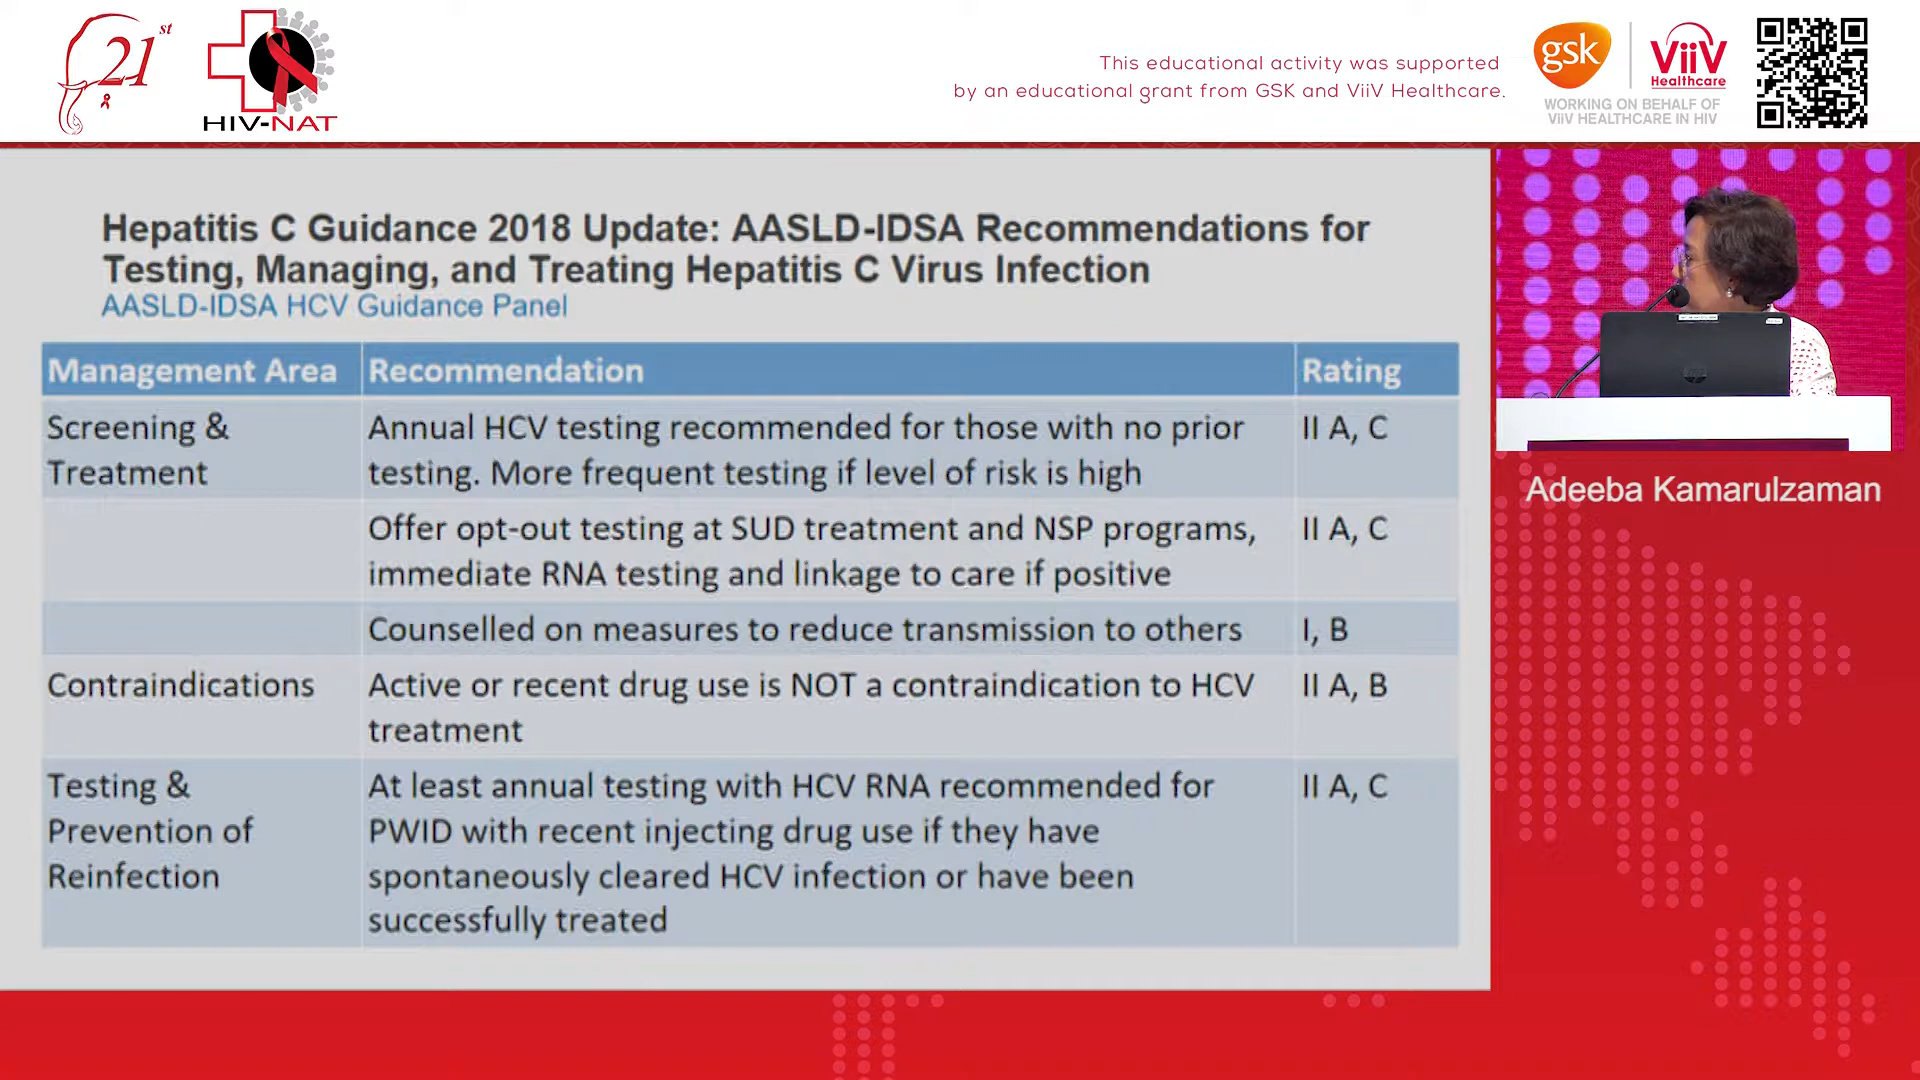 21st
HIV-NAT
This educational activity was supported
by an educational grant from GSK and ViiV Healthcare.
gsk
ViiV
Healthcare
WORKING ON BEHALF OF
ViiV HEALTHCARE IN HIV
Hepatitis C Guidance 2018 Update: AASLD-IDSA Recommendations for
Testing, Managing, and Treating Hepatitis C Virus Infection
AASLD-IDSA HCV Guidance Panel
Management Area Recommendation Rating
Screening & Annual HCV testing recommended for those with no prior II A, C
Treatment testing. More frequent testing if level of risk is high
Offer opt-out testing at SUD treatment and NSP programs, II A, C
immediate RNA testing and linkage to care if positive
Counselled on measures to reduce transmission to others I, B
Contraindications Active or recent drug use is NOT a contraindication to HCV II A, B
treatment
Testing & At least annual testing with HCV RNA recommended for II A, C
Prevention of PWID with recent injecting drug use if they have
Reinfection spontaneously cleared HCV infection or have been
successfully treated
Adeeba Kamarulzaman